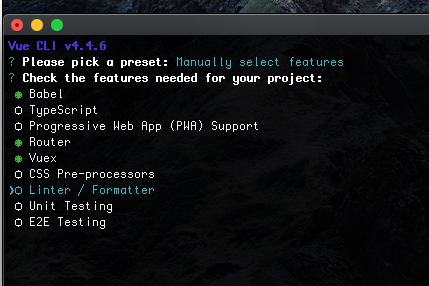 Vue CLI v4.4.6
? Please pick a preset: Manually select features
? Check the features needed for your project:
◉ Babel
◯ TypeScript
◯ Progressive Web App (PWA) Support
◉ Router
◉ Vuex
◯ CSS Pre-processors
❯◯ Linter / Formatter
◯ Unit Testing
◯ E2E Testing